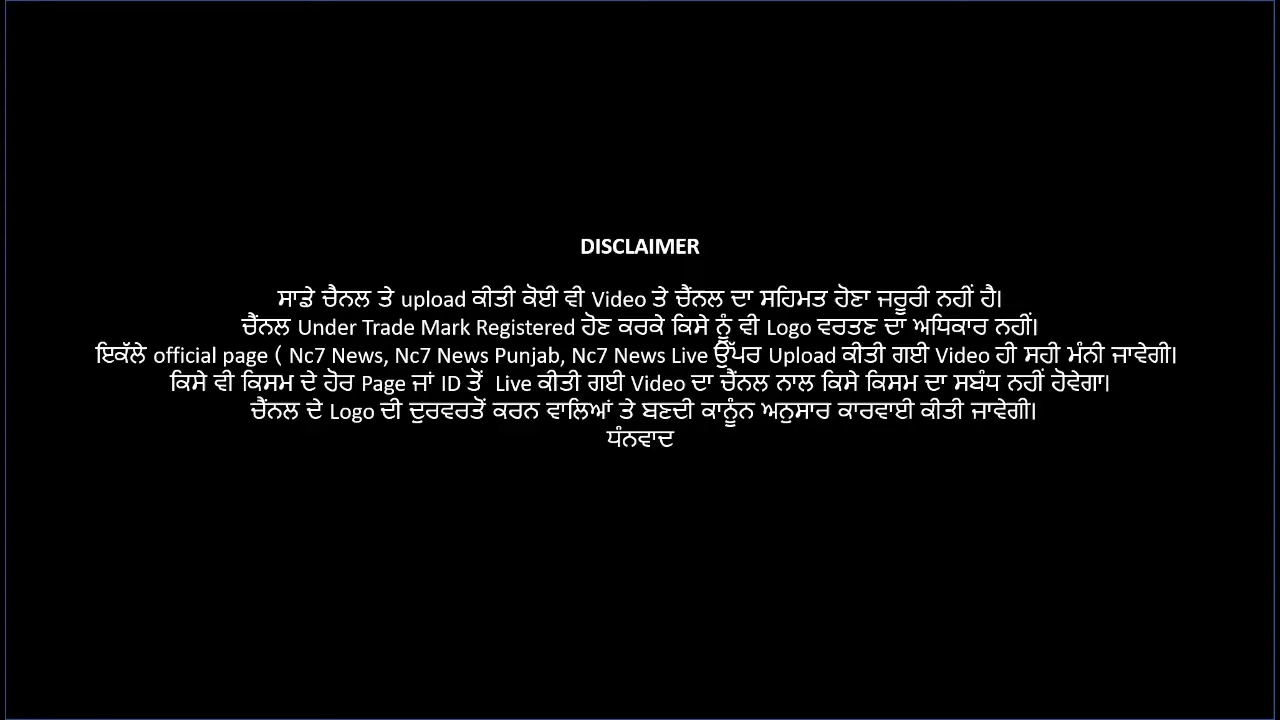 DISCLAIMER
ਸਾਡੇ ਚੈਨਲ ਤੇ upload ਕੀਤੀ ਕੋਈ ਵੀ Video ਤੇ ਚੈਂਨਲ ਦਾ ਸਹਿਮਤ ਹੋਣਾ ਜਰੂਰੀ ਨਹੀਂ ਹੈ।
ਚੈਂਨਲ Under Trade Mark Registered ਹੋਣ ਕਰਕੇ ਕਿਸੇ ਨੂੰ ਵੀ Logo ਵਰਤਣ ਦਾ ਅਧਿਕਾਰ ਨਹੀਂ।
ਇਕੱਲੇ official page ( Nc7 News, Nc7 News Punjab, Nc7 News Live ਉੱਪਰ Upload ਕੀਤੀ ਗਈ Video ਹੀ ਸਹੀ ਮੰਨੀ ਜਾਵੇਗੀ।
ਕਿਸੇ ਵੀ ਕਿਸਮ ਦੇ ਹੋਰ Page ਜਾਂ ID ਤੋਂ  Live ਕੀਤੀ ਗਈ Video ਦਾ ਚੈਂਨਲ ਨਾਲ ਕਿਸੇ ਕਿਸਮ ਦਾ ਸਬੰਧ ਨਹੀਂ ਹੋਵੇਗਾ।
ਚੈਂਨਲ ਦੇ Logo ਦੀ ਦੁਰਵਰਤੋਂ ਕਰਨ ਵਾਲਿਆਂ ਤੇ ਬਣਦੀ ਕਾਨੂੰਨ ਅਨੁਸਾਰ ਕਾਰਵਾਈ ਕੀਤੀ ਜਾਵੇਗੀ।
ਧੰਨਵਾਦ